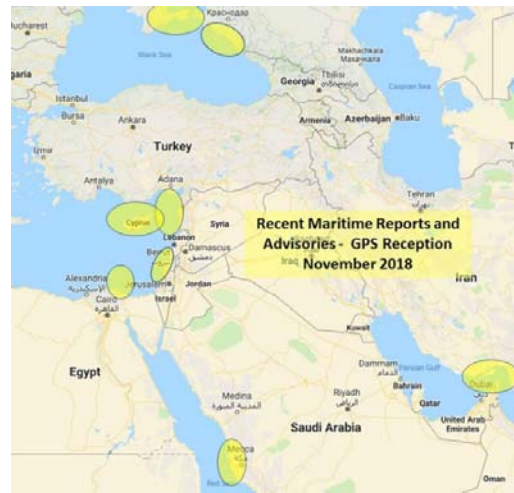 Bucharest
Краснодар
Black Sea
Makhachkala
Махачкала
Georgia
Tbilisi
თბილისი
Caspian Sea
garia
Istanbul
Bursa
Ankara
Armenia
Azerbaijan
Baku
Izmir
Turkey
Antalya
Adana
Tehran
تهران
Cyprus
Syria
Lebanon
Beirut
Damascus
دمشق
Recent Maritime Reports and
Advisories - GPS Reception
November 2018
Iraq
Iran
Alexandria
الإسكندرية
Jerusalem
Israel
Jordan
Cairo
القاهرة
Kuwait
Egypt
Dammam
الدمام
Persian Gulf
Bahrain
Dubai
دبي
Medina
المدينة المنورة
Riyadh
الرياض
Qatar
United Arab
Emirates
Saudi Arabia
Mecca
مكة
Oman